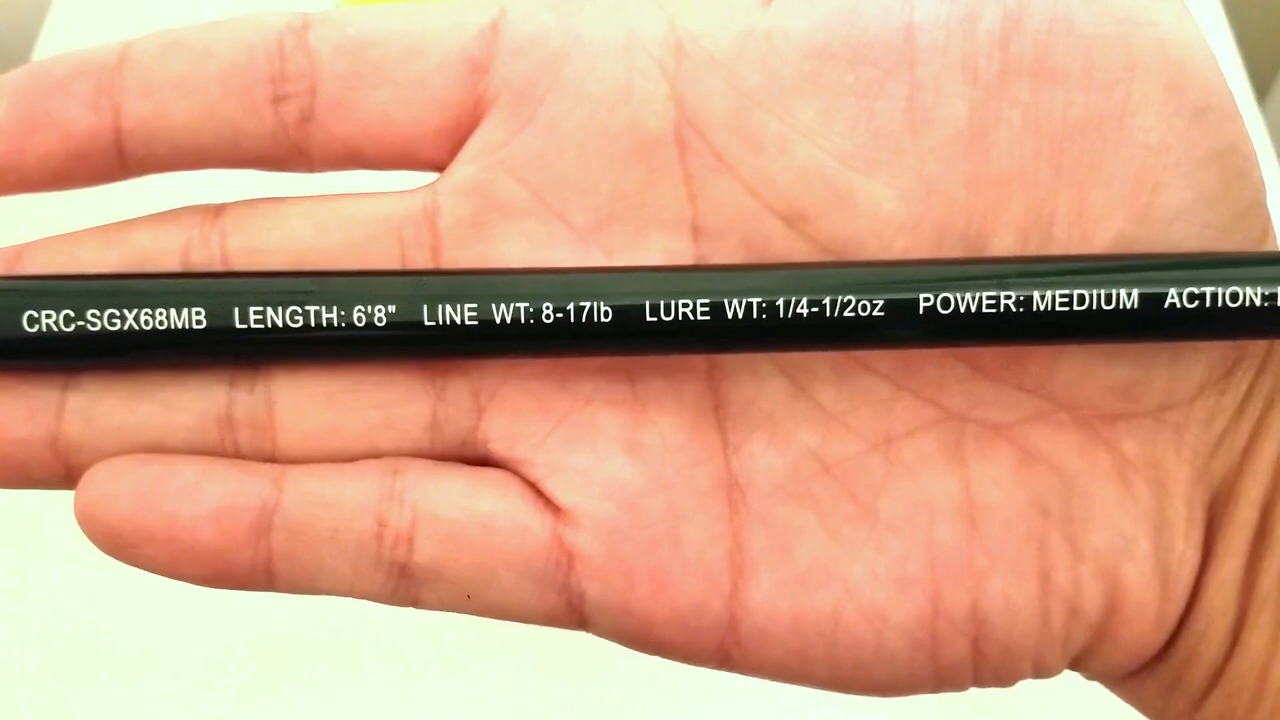 CRC-SGX68MB LENGTH: 6'8" LINE WT: 8-17lb LURE WT: 1/4-1/2oz POWER: MEDIUM ACTION: